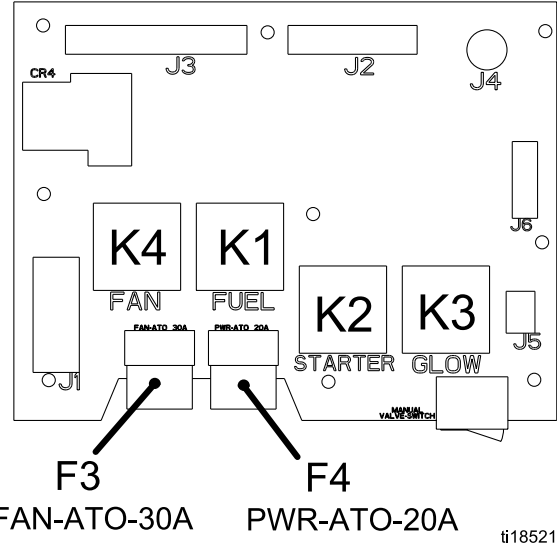 J3
J2
J4
CR4
J6
K4
K1
FAN
FUEL
K2
K3
J5
FAN-ATO 30A
PWR-ATO 20A
STARTER
GLOW
J1
MANUAL
VALVE-SWITCH
F3
F4
FAN-ATO-30A
PWR-ATO-20A
ti18521